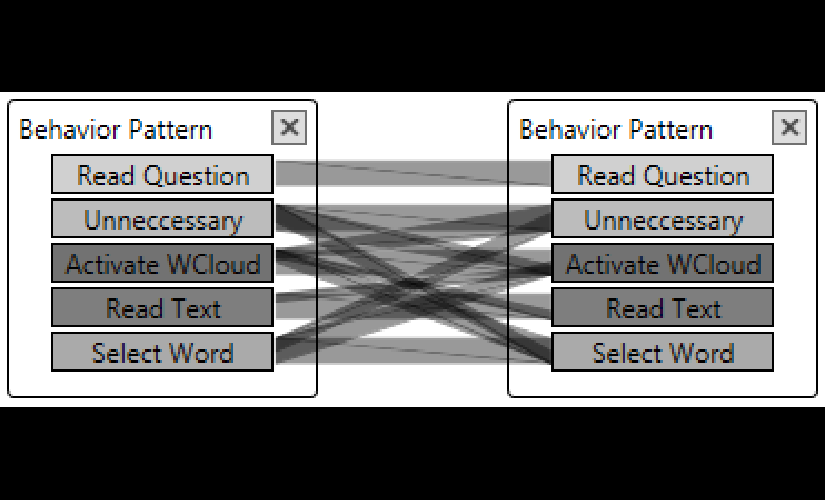 Behavior Pattern
Read Question
Unneccessary
Activate WCloud
Read Text
Select Word
Behavior Pattern
Read Question
Unneccessary
Activate WCloud
Read Text
Select Word